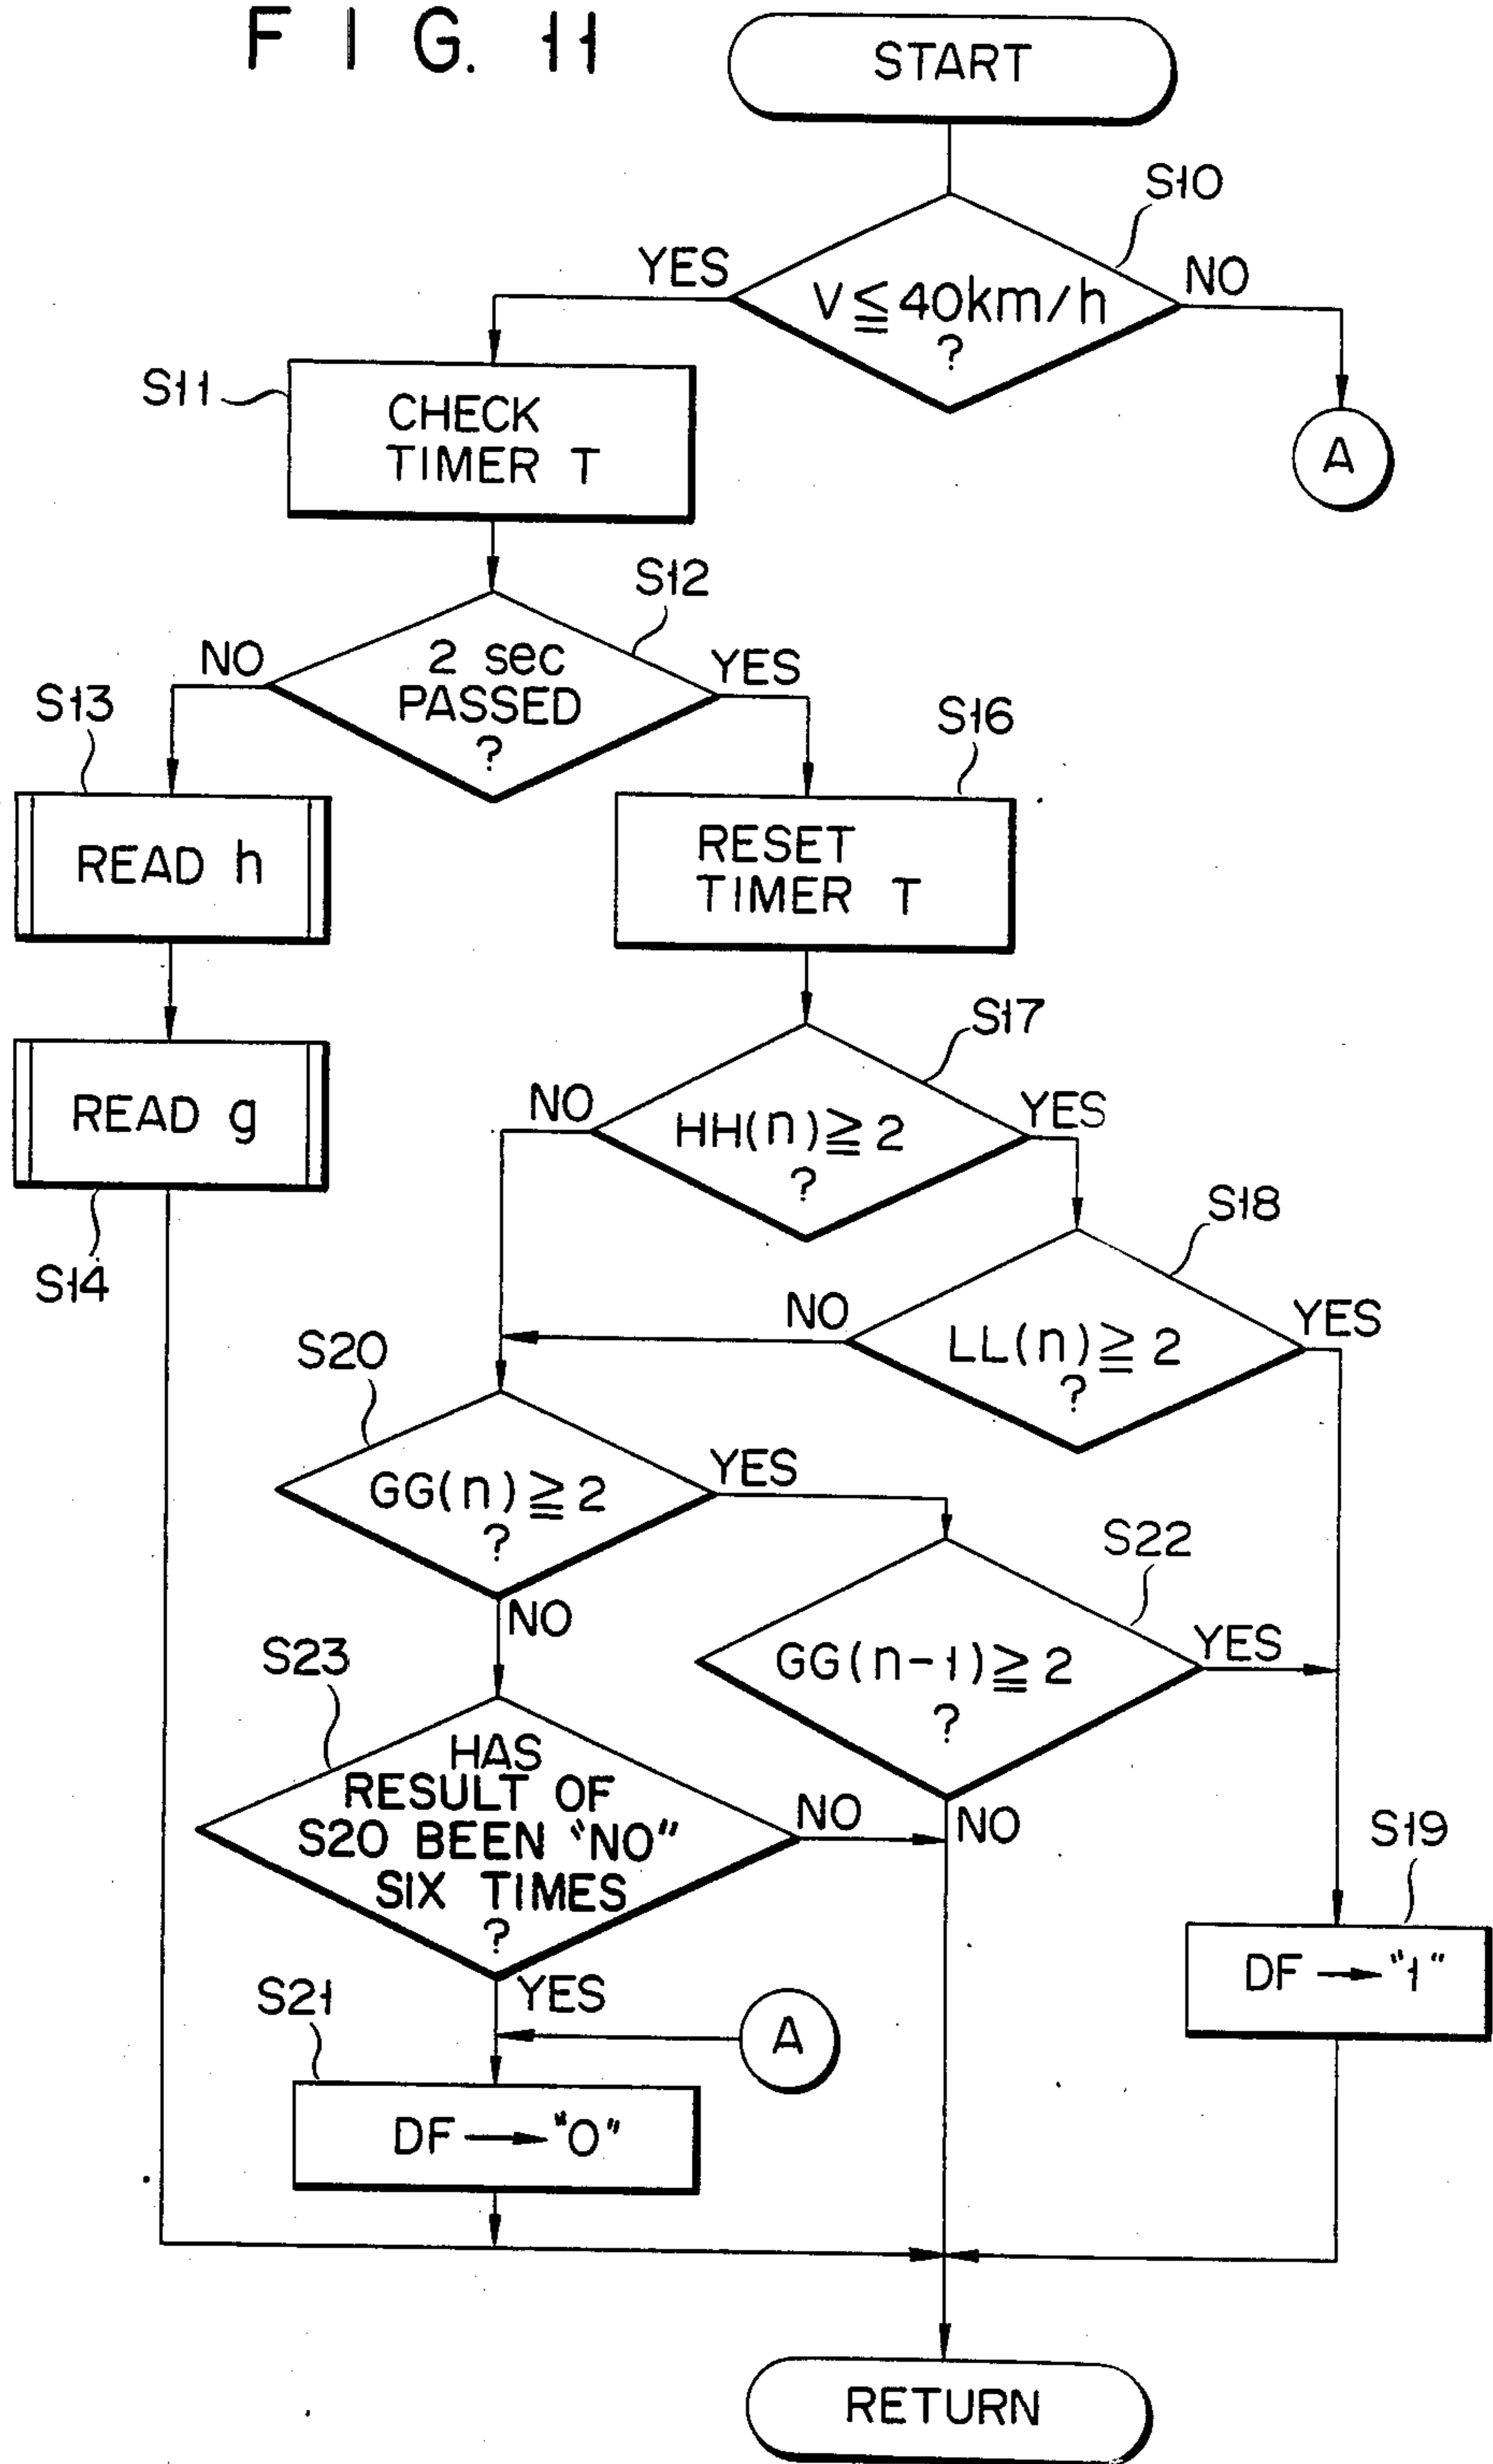 FIG. 11
START
S10
YES
V≦40km/h
?
NO
A
S11
CHECK
TIMER T
S12
NO
2 sec
PASSED
?
YES
S13
READ h
S16
RESET
TIMER T
READ g
S14
S17
NO
HH(n)≧2
?
YES
S18
NO
LL(n)≧2
?
YES
S20
GG(n)≧2
?
YES
NO
S22
GG(n-1)≧2
?
YES
NO
S23
HAS
RESULT OF
S20 BEEN "NO"
SIX TIMES
?
NO
YES
S19
DF→"1"
S21
A
DF→"0"
RETURN